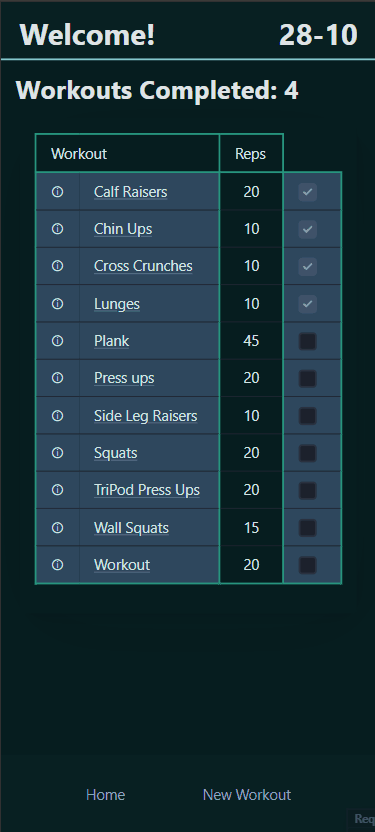 Welcome! 28-10
Workouts Completed: 4
Workout Reps
Calf Raisers 20
Chin Ups 10
Cross Crunches 10
Lunges 10
Plank 45
Press ups 20
Side Leg Raisers 10
Squats 20
TriPod Press Ups 20
Wall Squats 15
Workout 20
Home New Workout
Req